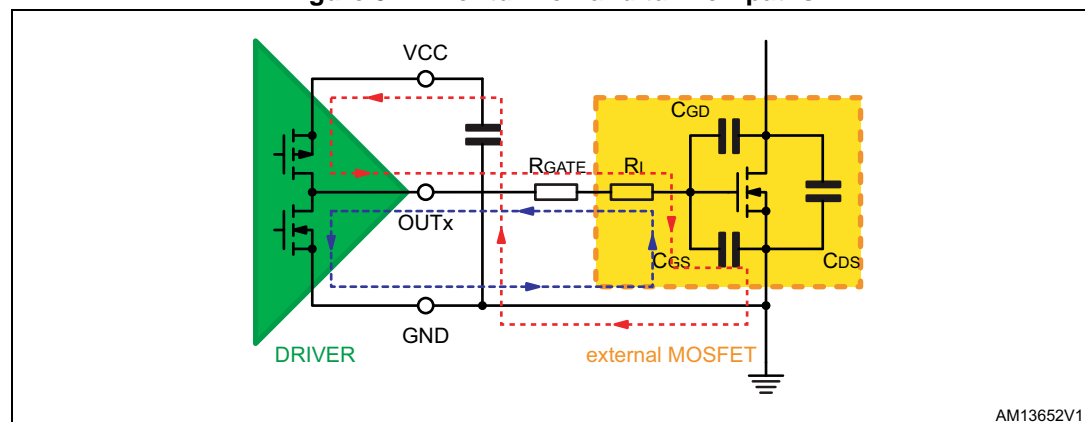 VCC
CGD
RGATE
RI
OUTx
CGS
CDS
GND
DRIVER
external MOSFET
AM13652V1